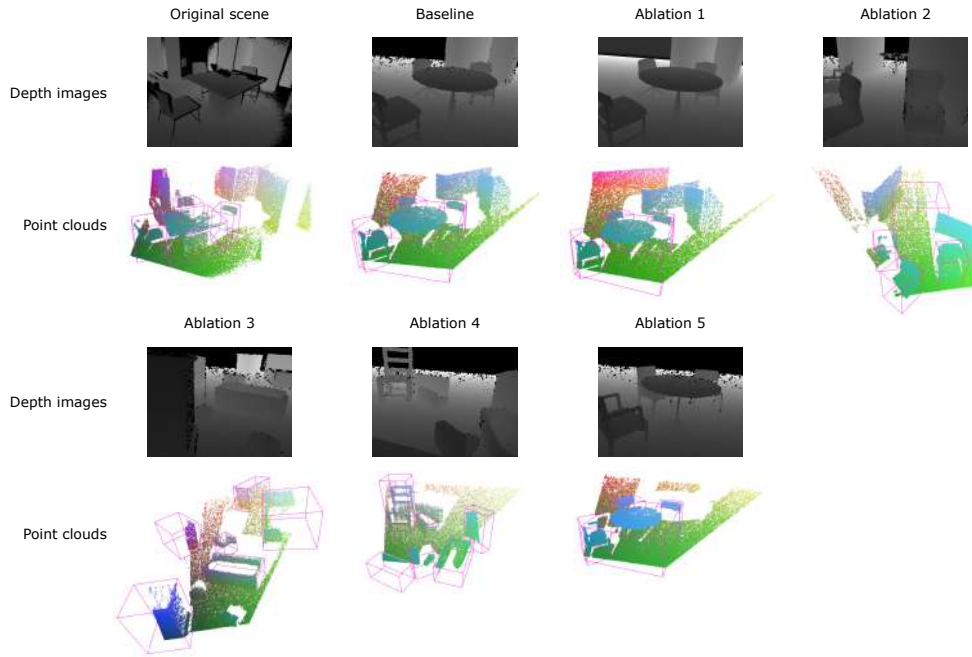 Original scene
Baseline
Ablation 1
Ablation 2
Depth images
Point clouds
Ablation 3
Ablation 4
Ablation 5
Depth images
Point clouds